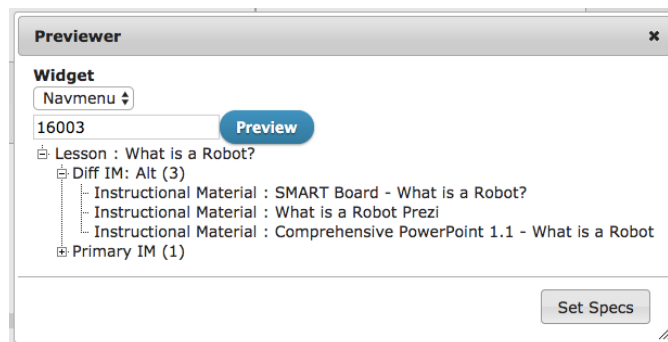 Previewer
Widget
Navmenu
16003 Preview
Lesson : What is a Robot?
Diff IM: Alt (3)
Instructional Material : SMART Board - What is a Robot?
Instructional Material : What is a Robot Prezi
Instructional Material : Comprehensive PowerPoint 1.1 - What is a Robot
Primary IM (1)
Set Specs